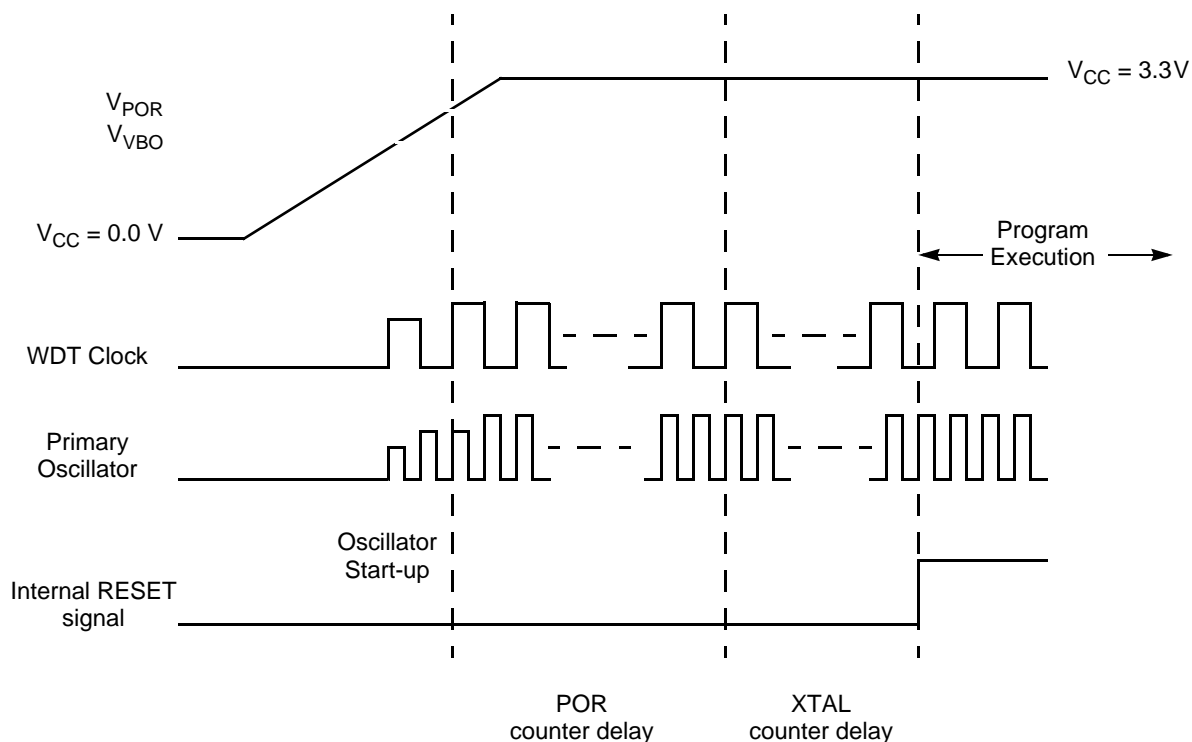 V_CC = 3.3V
V_POR
V_VBO
V_CC = 0.0 V
Program
Execution
WDT Clock
Primary
Oscillator
Oscillator
Start-up
Internal RESET
signal
POR
counter delay
XTAL
counter delay